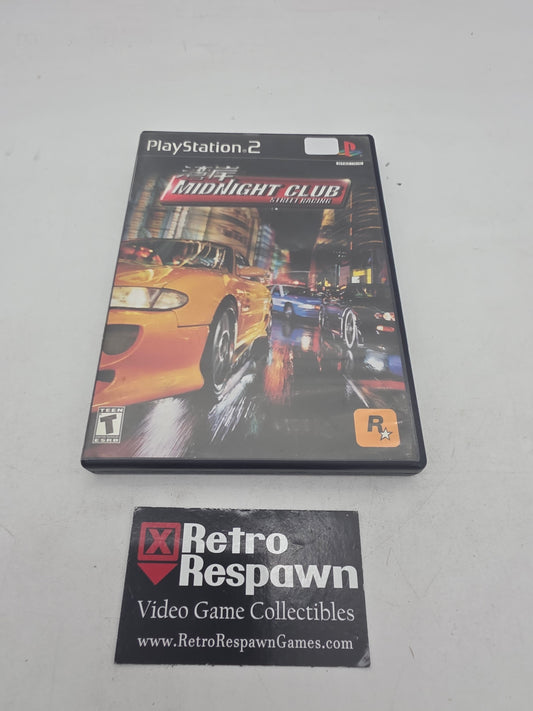 PlayStation 2
湾岸
MIDNIGHT CLUB
STREET RACING
TEEN
T
ESRB
R
Retro
Respawn
Video Game Collectibles
www.RetroRespawnGames.com